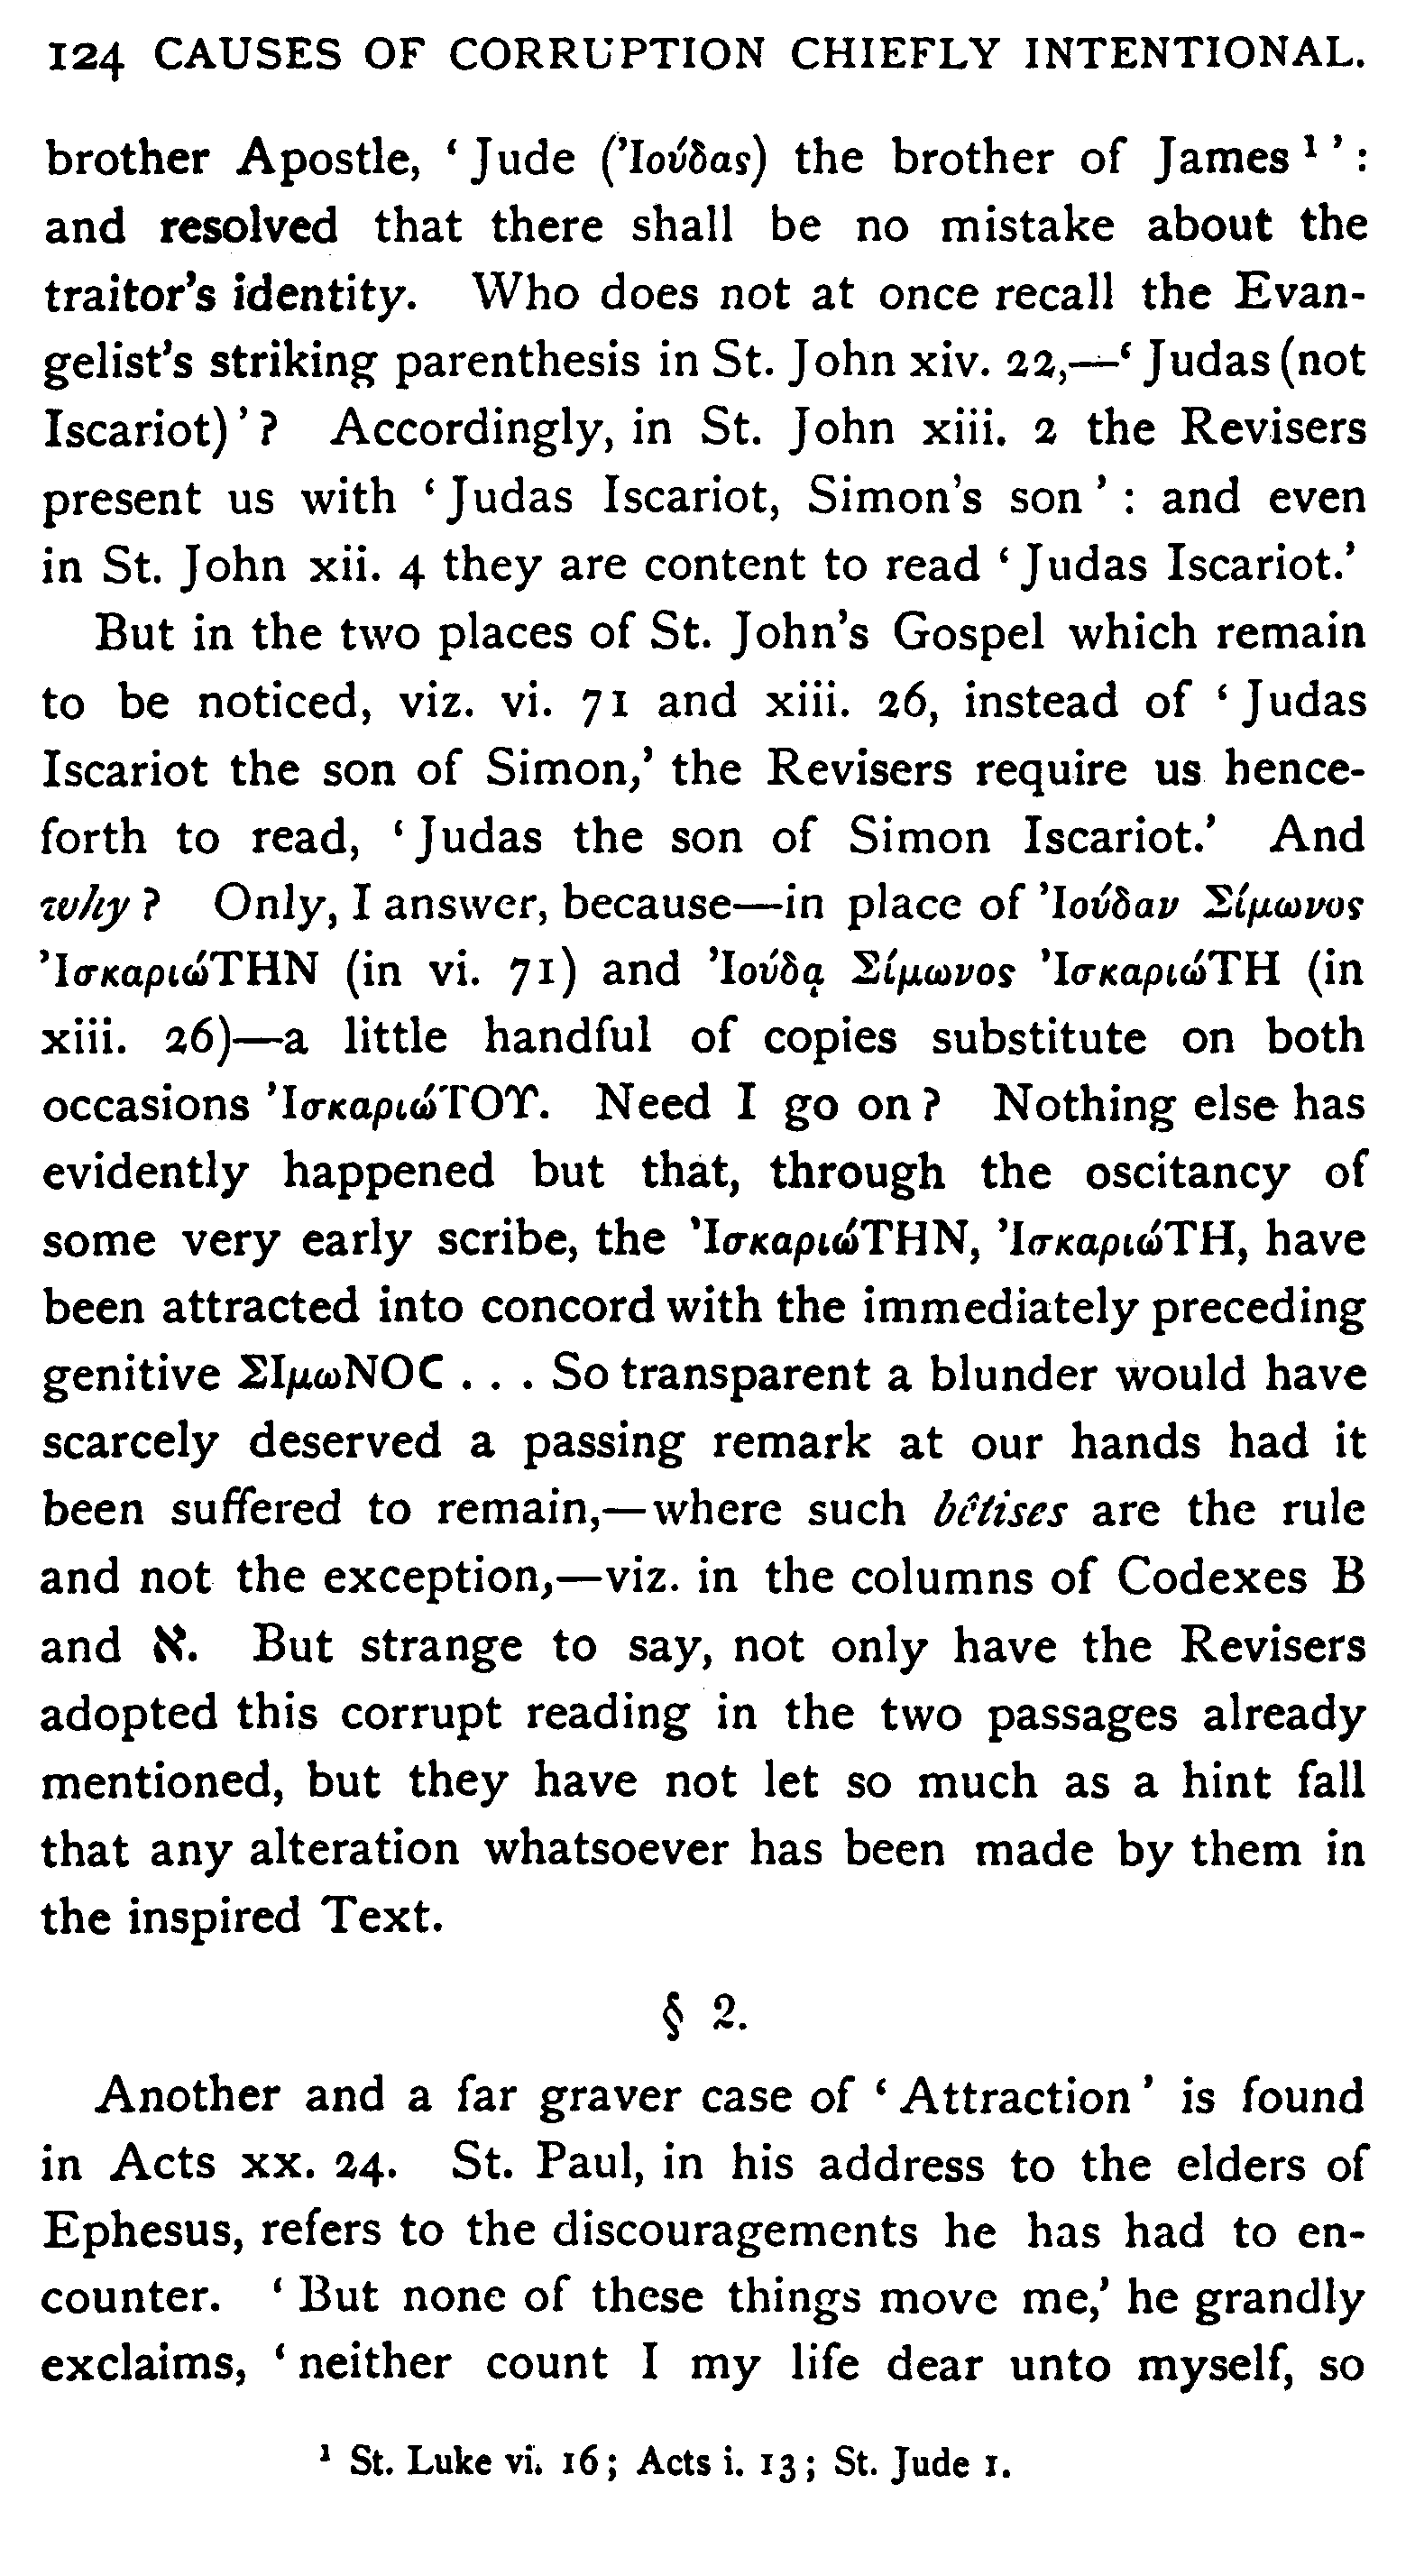 124 CAUSES OF CORRUPTION CHIEFLY INTENTIONAL.
brother Apostle, ‘Jude (’Ιούδας) the brother of James¹’:
and resolved that there shall be no mistake about the
traitor’s identity. Who does not at once recall the Evan-
gelist’s striking parenthesis in St. John xiv. 22,—‘Judas (not
Iscariot)’? Accordingly, in St. John xiii. 2 the Revisers
present us with ‘Judas Iscariot, Simon’s son’: and even
in St. John xii. 4 they are content to read ‘Judas Iscariot.’
But in the two places of St. John’s Gospel which remain
to be noticed, viz. vi. 71 and xiii. 26, instead of ‘Judas
Iscariot the son of Simon,’ the Revisers require us hence-
forth to read, ‘Judas the son of Simon Iscariot.’ And
why? Only, I answer, because—in place of ’Ιούδαν Σίμωνος
’ΙσκαριώΤΗΝ (in vi. 71) and ’Ιούδᾳ Σίμωνος ’ΙσκαριώΤΗ (in
xiii. 26)—a little handful of copies substitute on both
occasions ’ΙσκαριώΤΟΥ. Need I go on? Nothing else has
evidently happened but that, through the oscitancy of
some very early scribe, the ’ΙσκαριώΤΗΝ, ’ΙσκαριώΤΗ, have
been attracted into concord with the immediately preceding
genitive ΣΙμωΝΟC . . . So transparent a blunder would have
scarcely deserved a passing remark at our hands had it
been suffered to remain,—where such bêtises are the rule
and not the exception,—viz. in the columns of Codexes B
and א. But strange to say, not only have the Revisers
adopted this corrupt reading in the two passages already
mentioned, but they have not let so much as a hint fall
that any alteration whatsoever has been made by them in
the inspired Text.
§ 2.
Another and a far graver case of ‘Attraction’ is found
in Acts xx. 24. St. Paul, in his address to the elders of
Ephesus, refers to the discouragements he has had to en-
counter. ‘But none of these things move me,’ he grandly
exclaims, ‘neither count I my life dear unto myself, so
¹ St. Luke vi. 16; Acts i. 13; St. Jude 1.